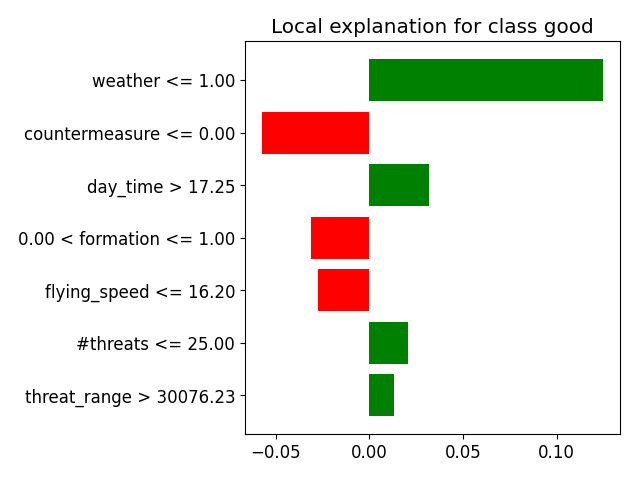 Local explanation for class good
weather <= 1.00
countermeasure <= 0.00
day_time > 17.25
0.00 < formation <= 1.00
flying_speed <= 16.20
#threats <= 25.00
threat_range > 30076.23
−0.05 0.00 0.05 0.10